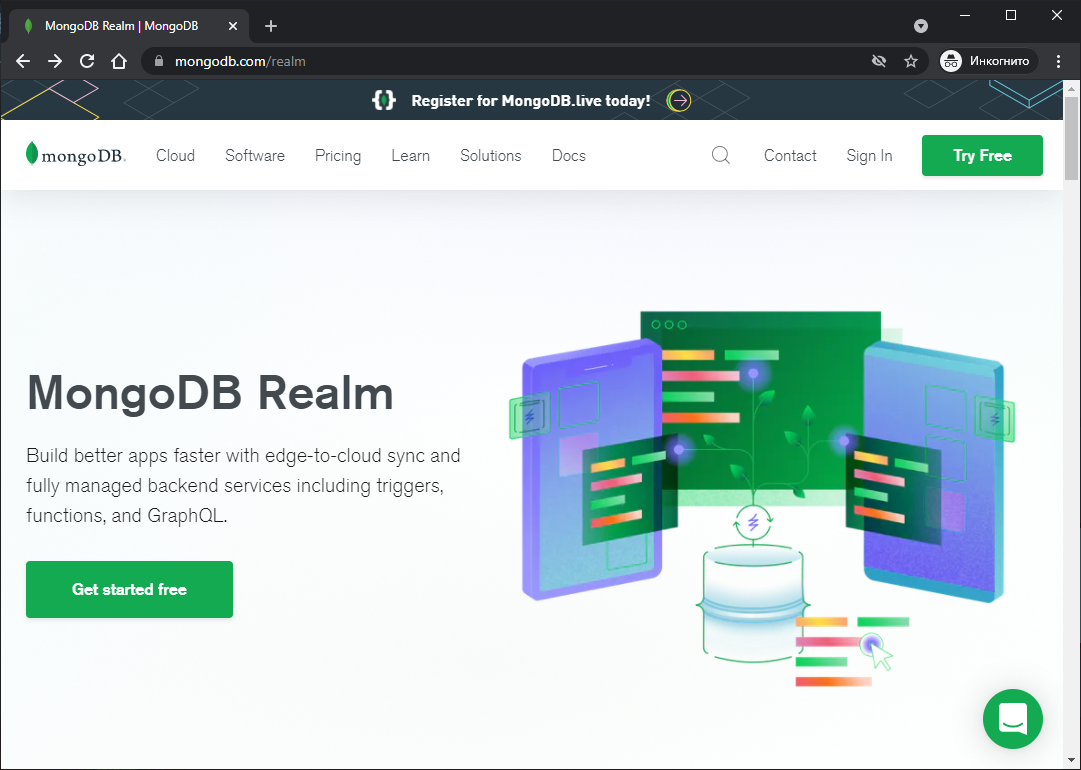 MongoDB Realm | MongoDB
mongodb.com/realm
Инкогнито
Register for MongoDB.live today!
mongoDB.
Cloud
Software
Pricing
Learn
Solutions
Docs
Contact
Sign In
Try Free
MongoDB Realm
Build better apps faster with edge-to-cloud sync and
fully managed backend services including triggers,
functions, and GraphQL.
Get started free